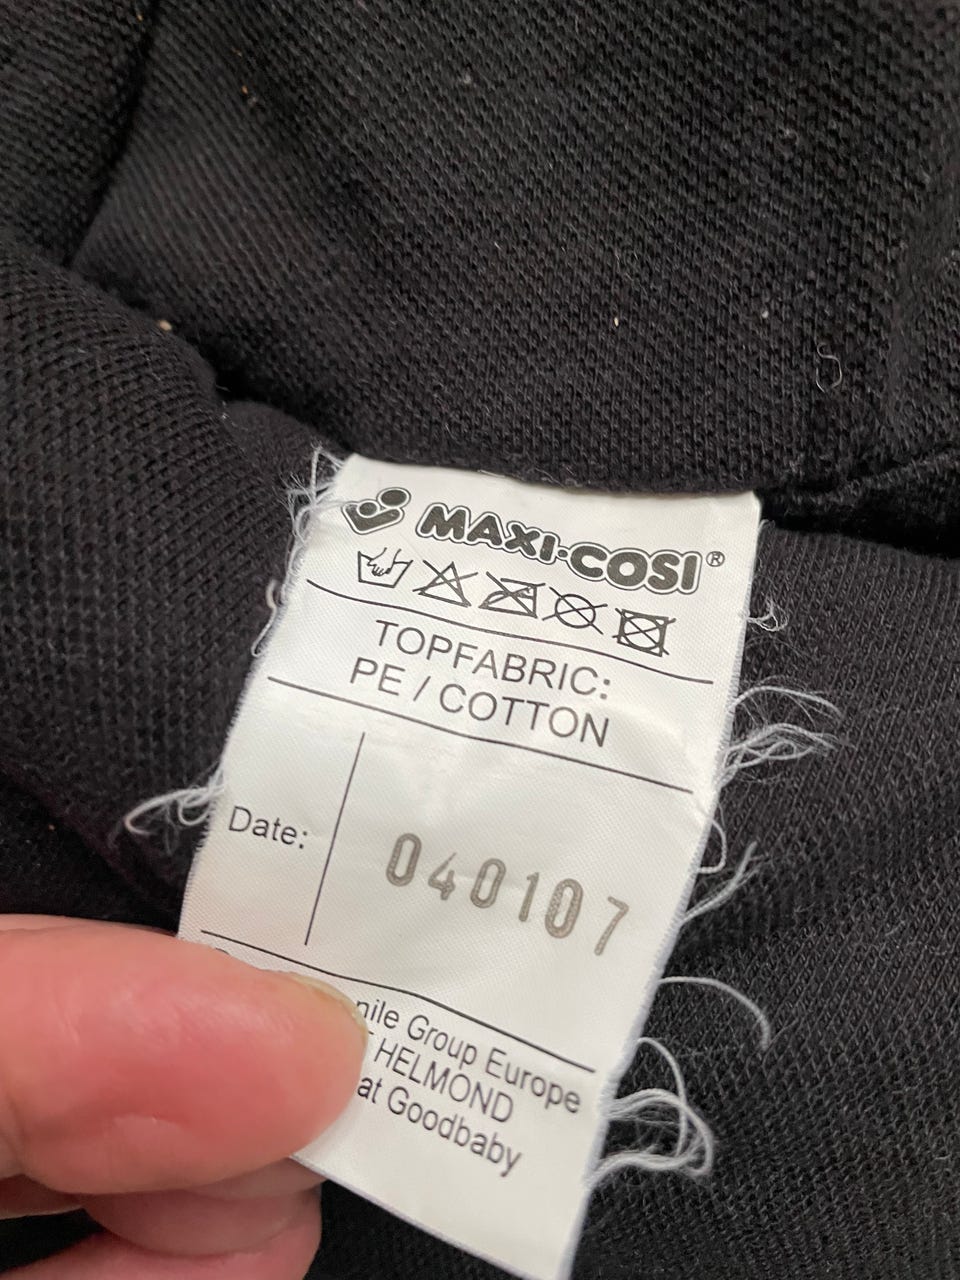 MAXI·COSI®
TOPFABRIC:
PE / COTTON
Date:
040107
Group Europe
HELMOND
Goodbaby